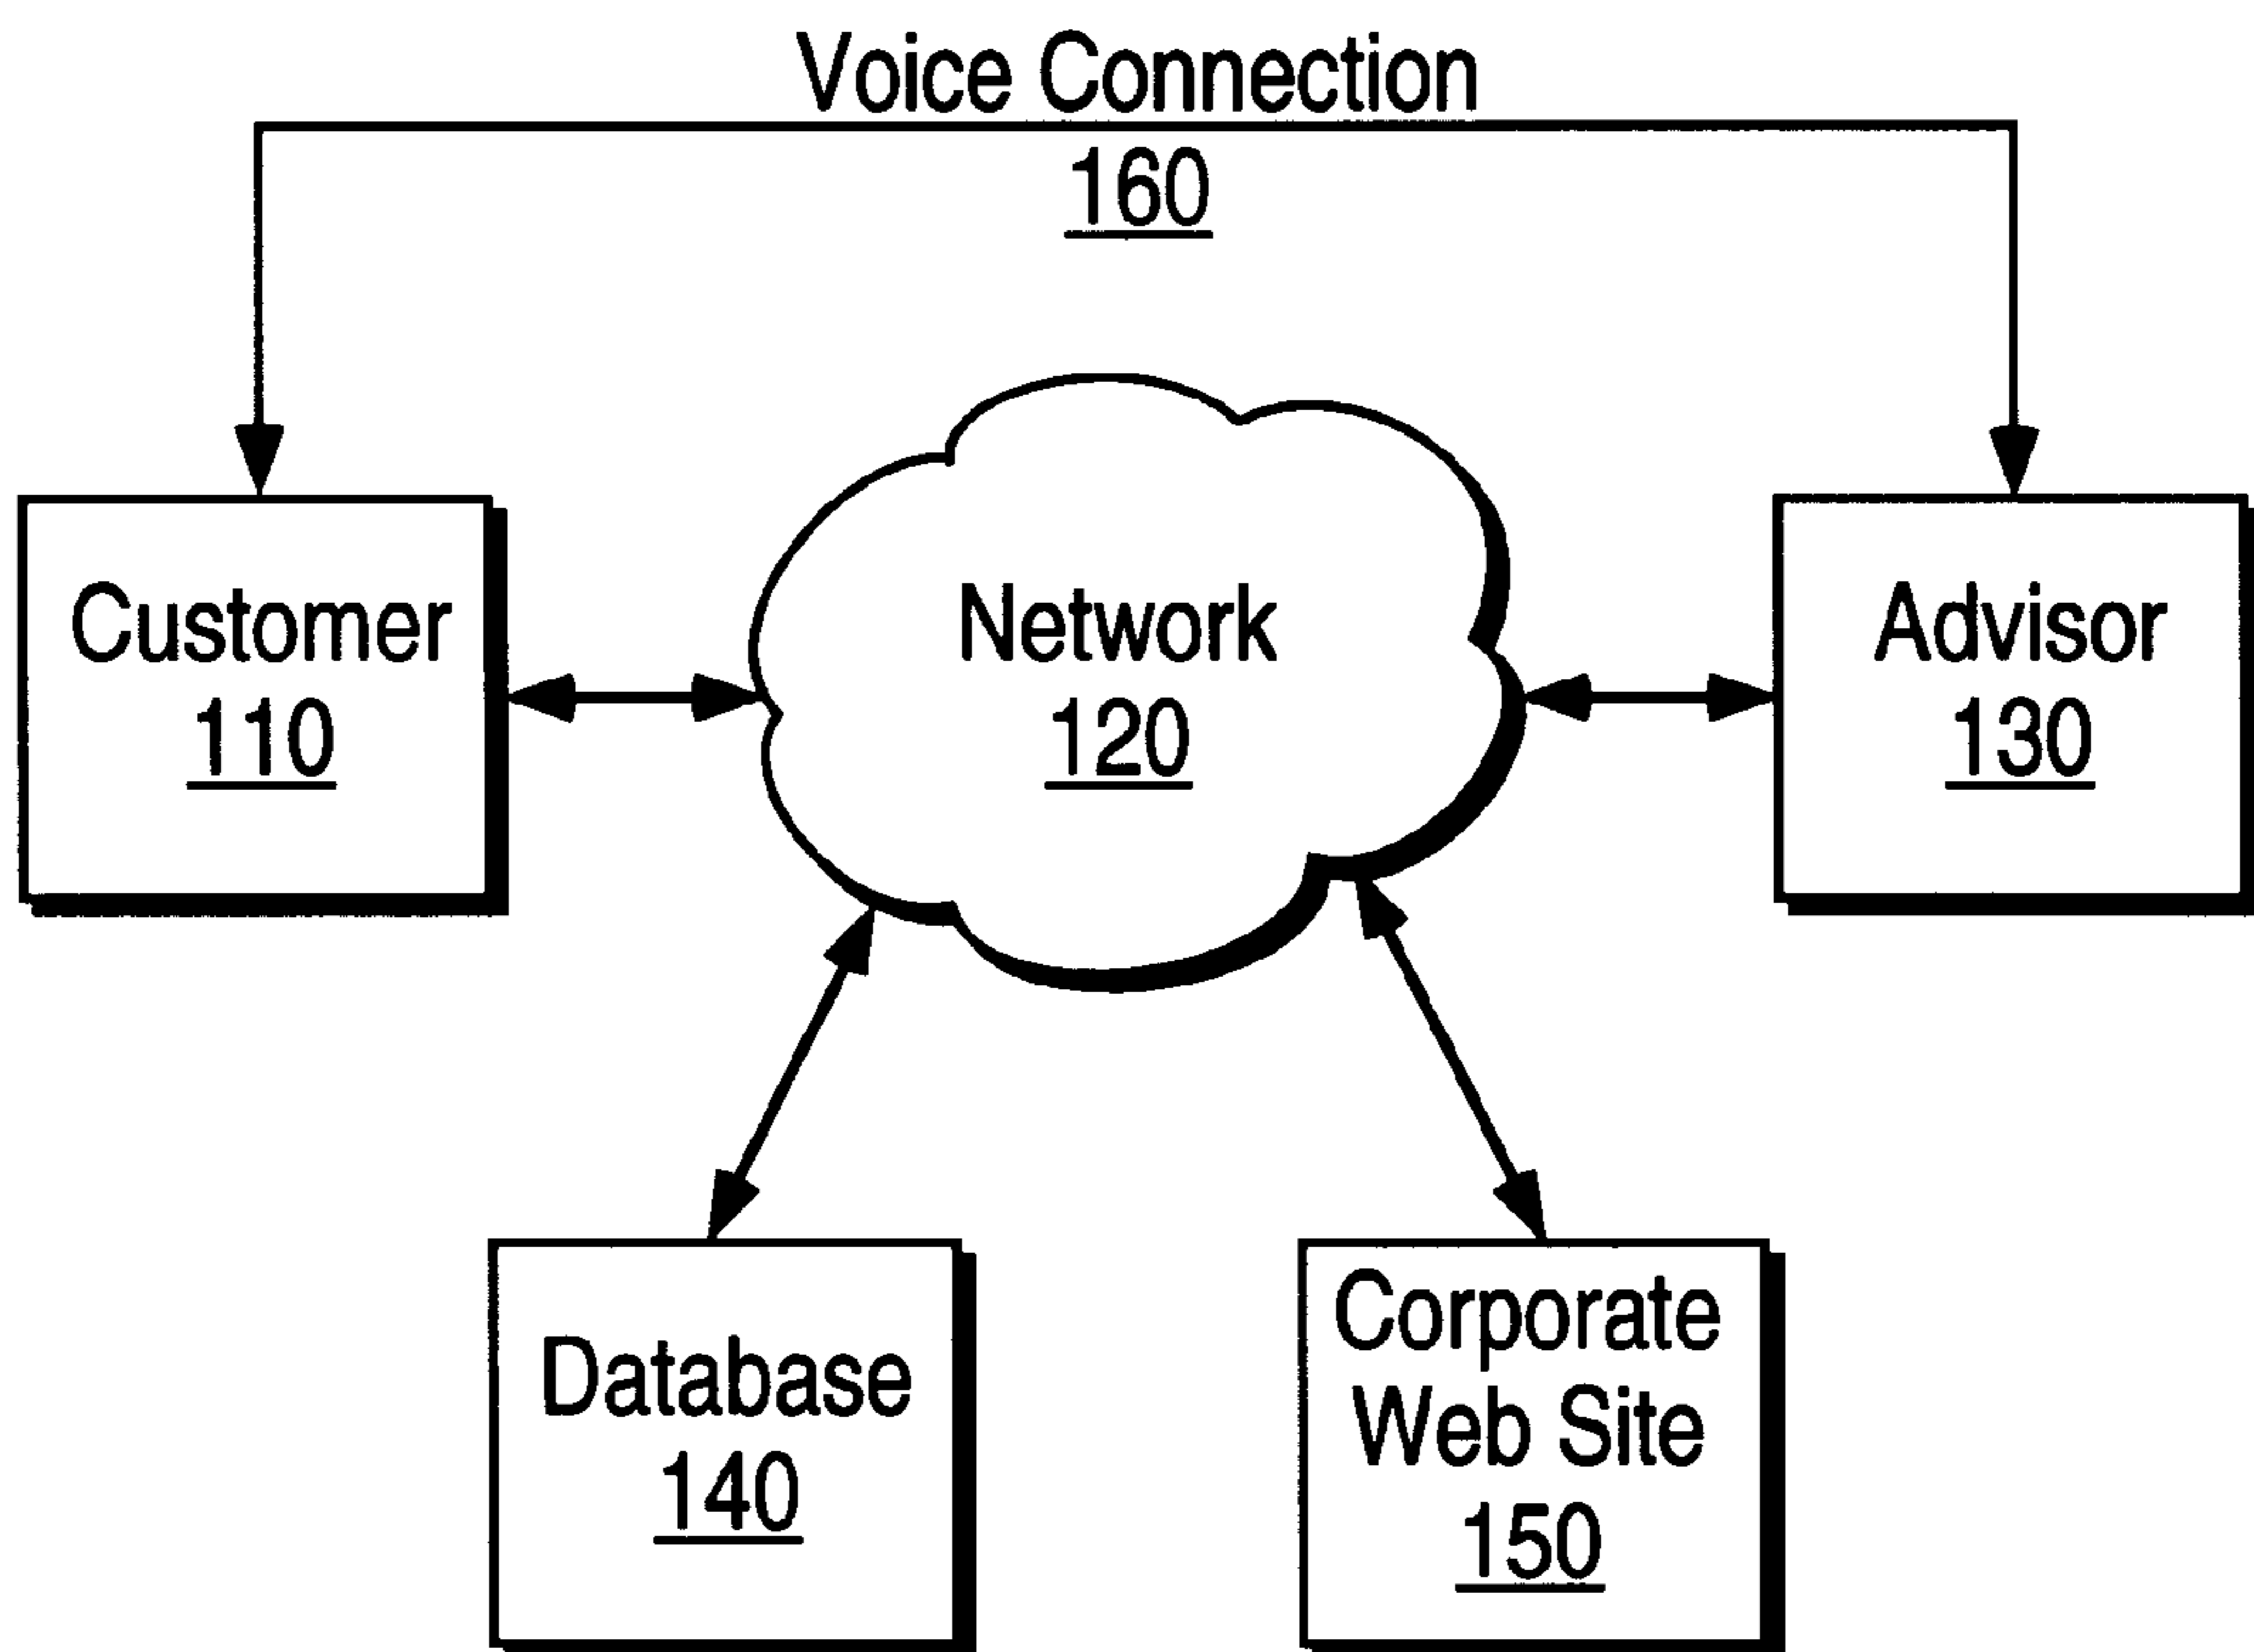 Voice Connection
160
Customer
110
Network
120
Advisor
130
Database
140
Corporate
Web Site
150